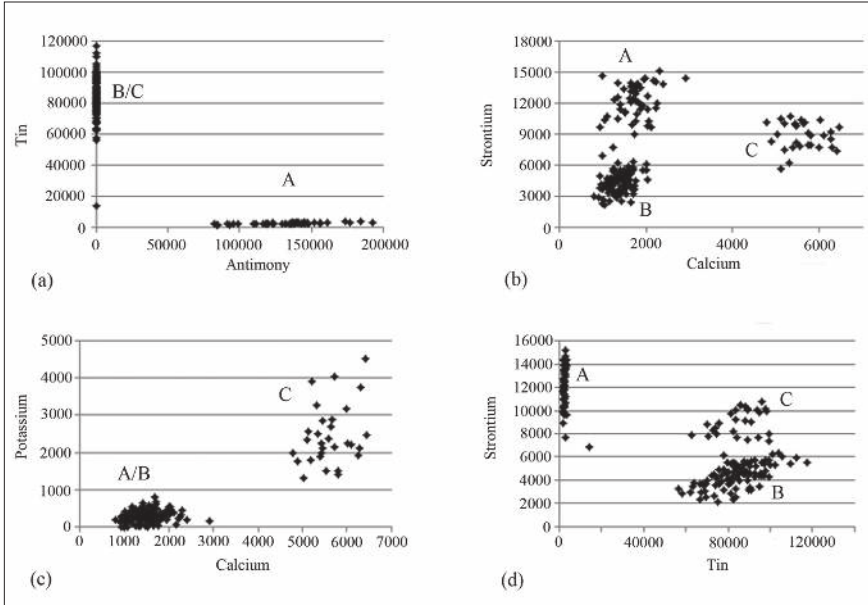 Tin
120000
100000
80000
60000
40000
20000
0
B/C
A
0 50000 100000 150000 200000
Antimony
(a)
Strontium
18000
15000
12000
9000
6000
3000
0
A
C
B
0 2000 4000 6000
Calcium
(b)
Potassium
5000
4000
3000
2000
1000
0
C
A/B
0 1000 2000 3000 4000 5000 6000 7000
Calcium
(c)
Strontium
16000
14000
12000
10000
8000
6000
4000
2000
0
A
C
B
0 40000 80000 120000
Tin
(d)